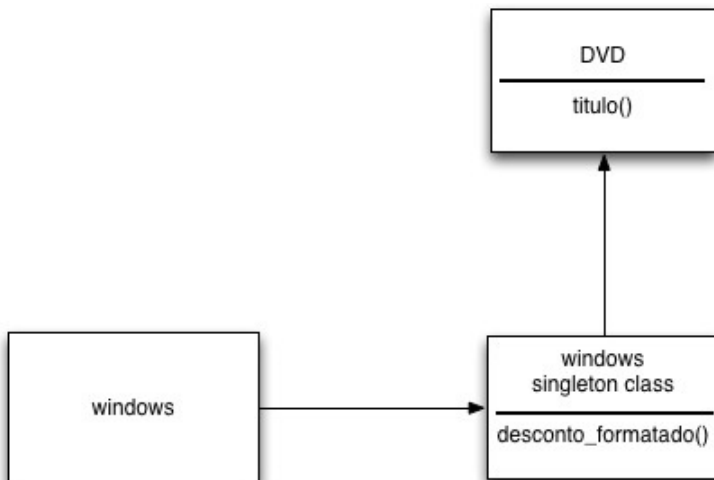 DVD
titulo()
windows
windows
singleton class
desconto_formatado()